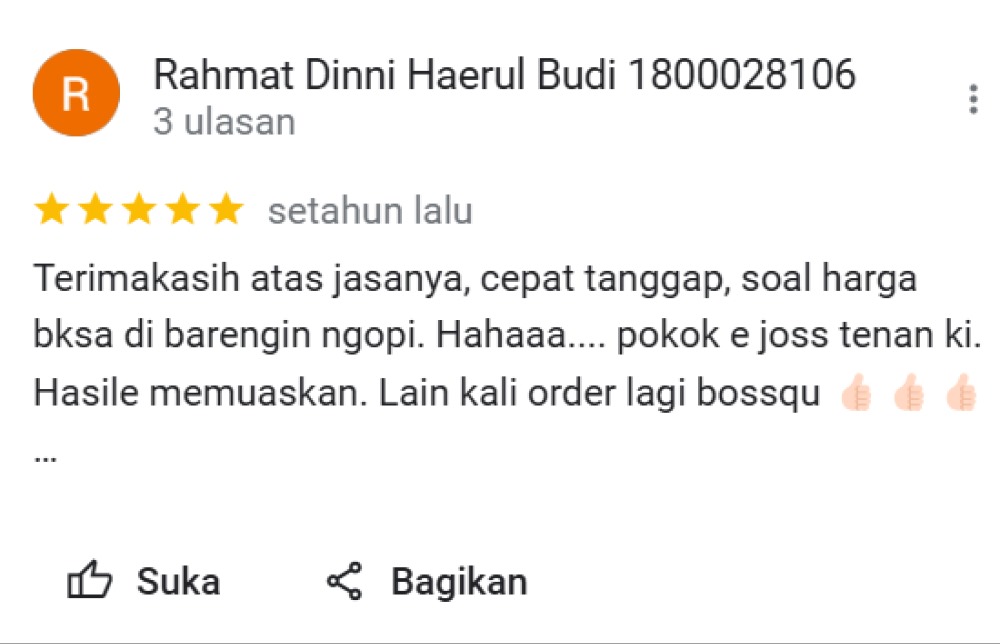 R
Rahmat Dinni Haerul Budi 1800028106
3 ulasan
setahun lalu
Terimakasih atas jasanya, cepat tanggap, soal harga
bksa di barengin ngopi. Hahaaa.... pokok e joss tenan ki.
Hasile memuaskan. Lain kali order lagi bossqu 👍🏻 👍🏻 👍🏻
...
Suka Bagikan